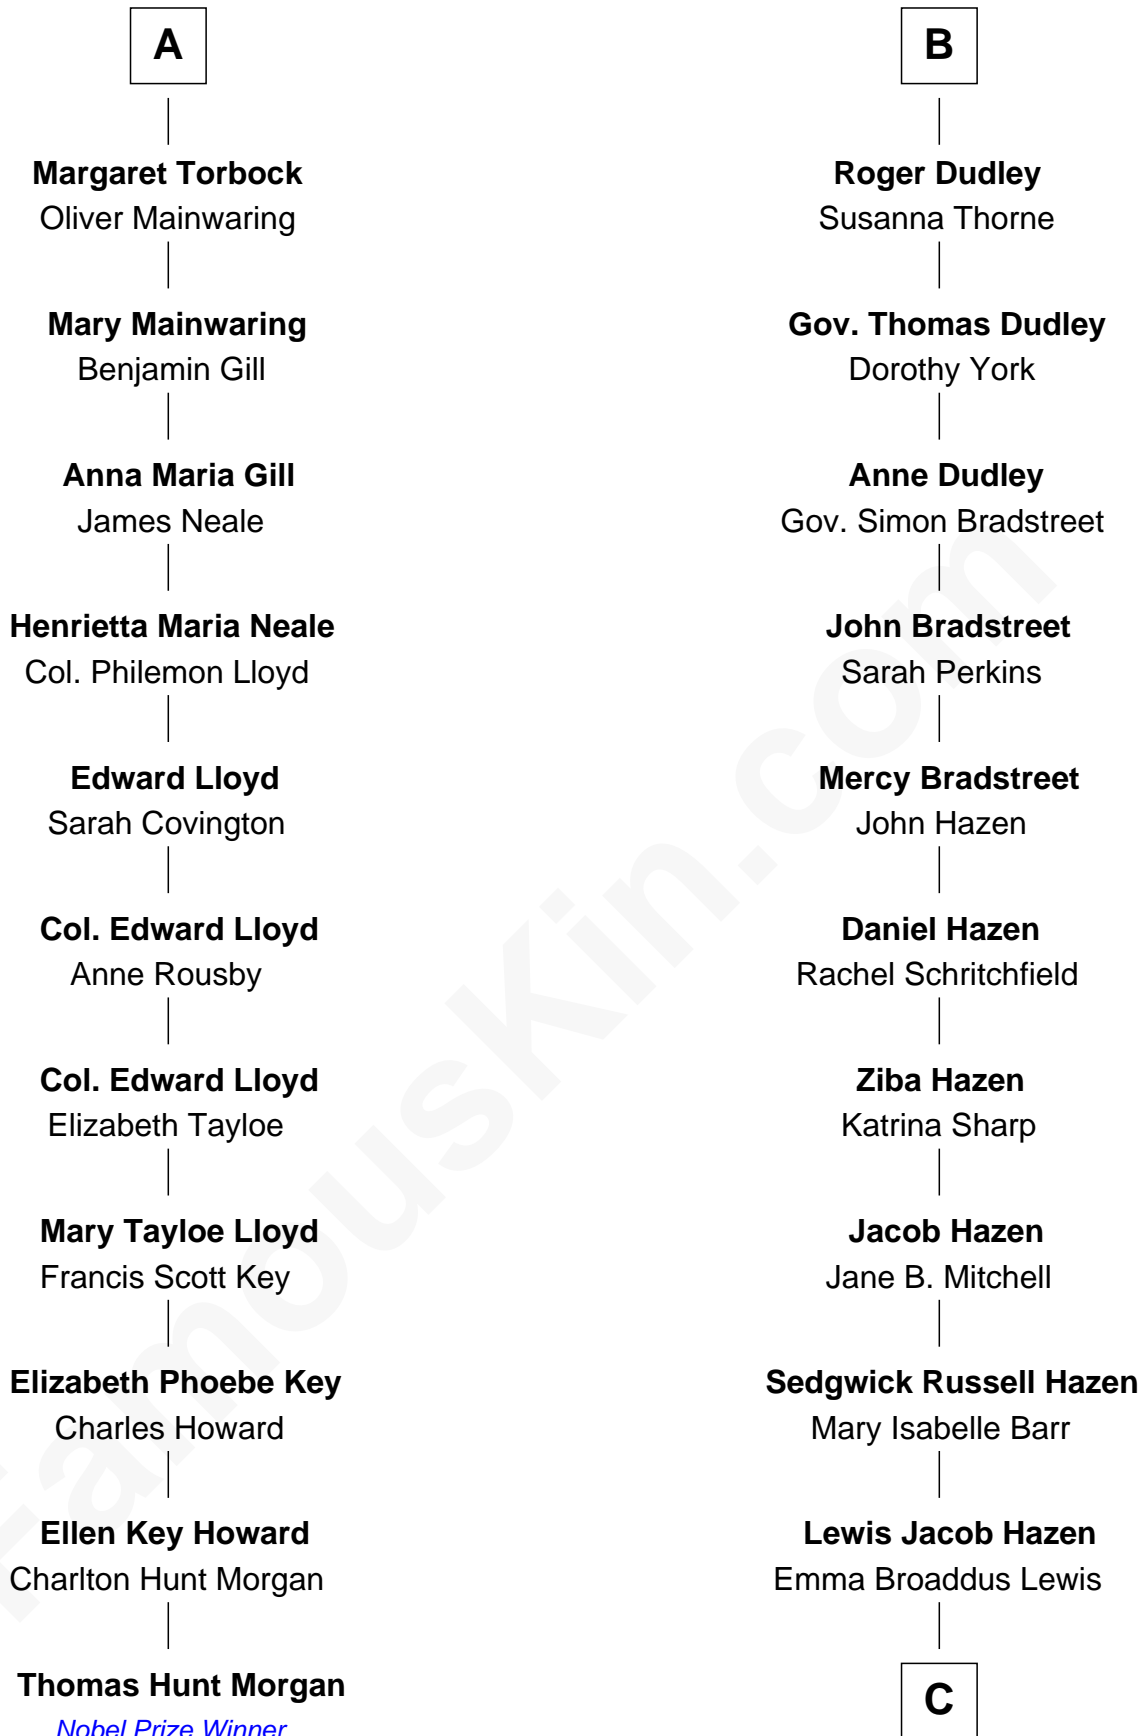 A
Margaret Torbock
Oliver Mainwaring
Mary Mainwaring
Benjamin Gill
Anna Maria Gill
James Neale
Henrietta Maria Neale
Col. Philemon Lloyd
Edward Lloyd
Sarah Covington
Col. Edward Lloyd
Anne Rousby
Col. Edward Lloyd
Elizabeth Tayloe
Mary Tayloe Lloyd
Francis Scott Key
Elizabeth Phoebe Key
Charles Howard
Ellen Key Howard
Charlton Hunt Morgan
Thomas Hunt Morgan
Nobel Prize Winner
B
Roger Dudley
Susanna Thorne
Gov. Thomas Dudley
Dorothy York
Anne Dudley
Gov. Simon Bradstreet
John Bradstreet
Sarah Perkins
Mercy Bradstreet
John Hazen
Daniel Hazen
Rachel Schritchfield
Ziba Hazen
Katrina Sharp
Jacob Hazen
Jane B. Mitchell
Sedgwick Russell Hazen
Mary Isabelle Barr
Lewis Jacob Hazen
Emma Broaddus Lewis
C
FamousKin.com